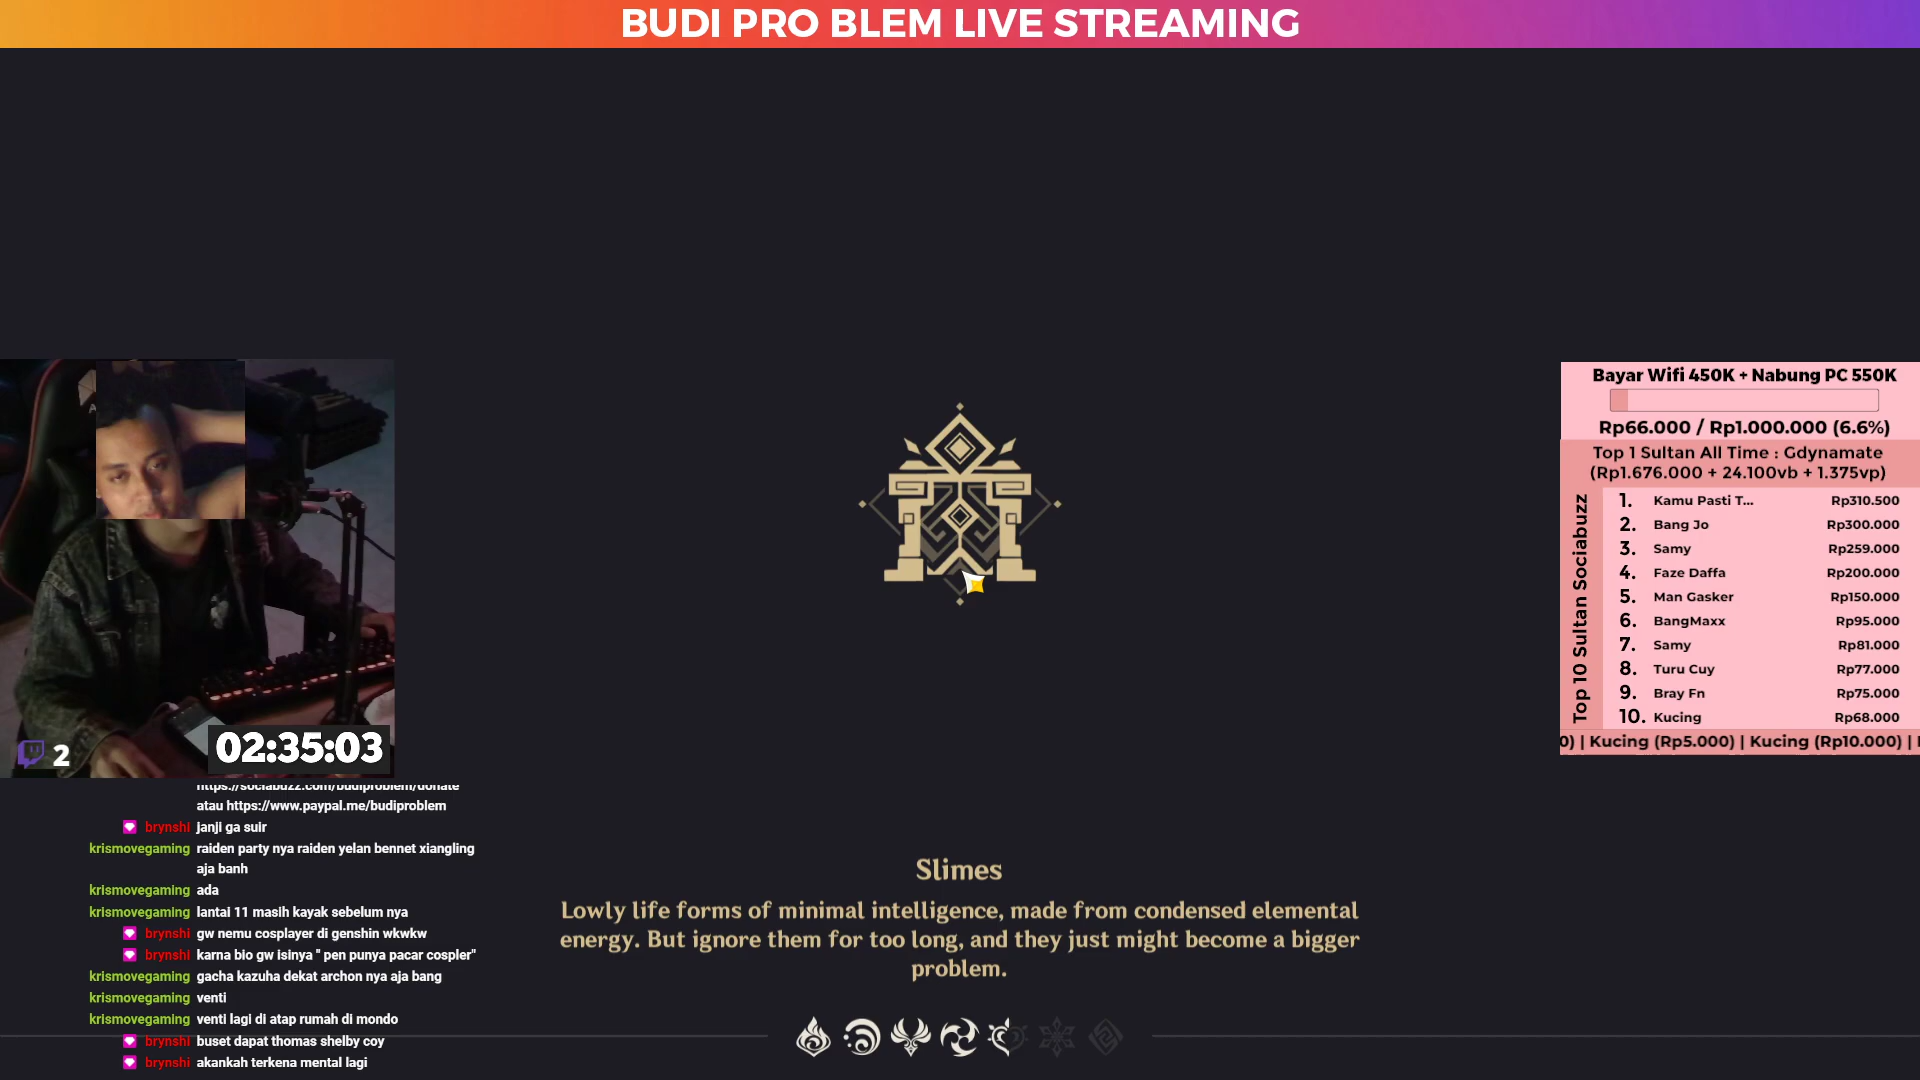 BUDI PRO BLEM LIVE STREAMING
Bayar Wifi 450K + Nabung PC 550K
Rp66.000 / Rp1.000.000 (6.6%)
Top 1 Sultan All Time : Gdynamate
(Rp1.676.000 + 24.100vb + 1.375vp)
Top 10 Sultan Sociabuzz
1. Kamu Pasti T... Rp310.500
2. Bang Jo Rp300.000
3. Samy Rp259.000
4. Faze Daffa Rp200.000
5. Man Gasker Rp150.000
6. BangMaxx Rp95.000
7. Samy Rp81.000
8. Turu Cuy Rp77.000
9. Bray Fn Rp75.000
10. Kucing Rp68.000
0) | Kucing (Rp5.000) | Kucing (Rp10.000) |
2
02:35:03
https://sociabuzz.com/budiproblem/donate
atau https://www.paypal.me/budiproblem
brynshi janji ga suir
krismovegaming raiden party nya raiden yelan bennet xiangling
aja banh
krismovegaming ada
krismovegaming lantai 11 masih kayak sebelum nya
brynshi gw nemu cosplayer di genshin wkwkw
brynshi karna bio gw isinya " pen punya pacar cospler"
krismovegaming gacha kazuha dekat archon nya aja bang
krismovegaming venti
krismovegaming venti lagi di atap rumah di mondo
brynshi buset dapat thomas shelby coy
brynshi akankah terkena mental lagi
Slimes
Lowly life forms of minimal intelligence, made from condensed elemental
energy. But ignore them for too long, and they just might become a bigger
problem.